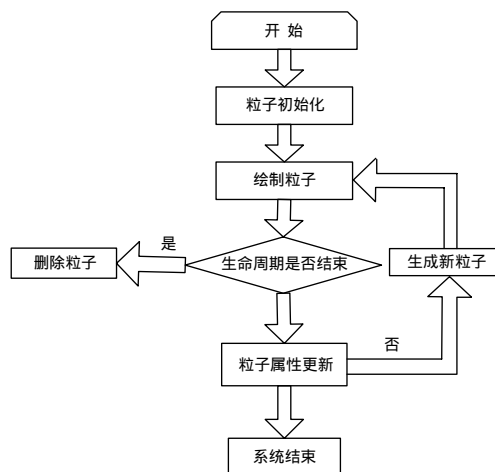 开 始
粒子初始化
绘制粒子
是
删除粒子
生命周期是否结束
生成新粒子
否
粒子属性更新
系统结束